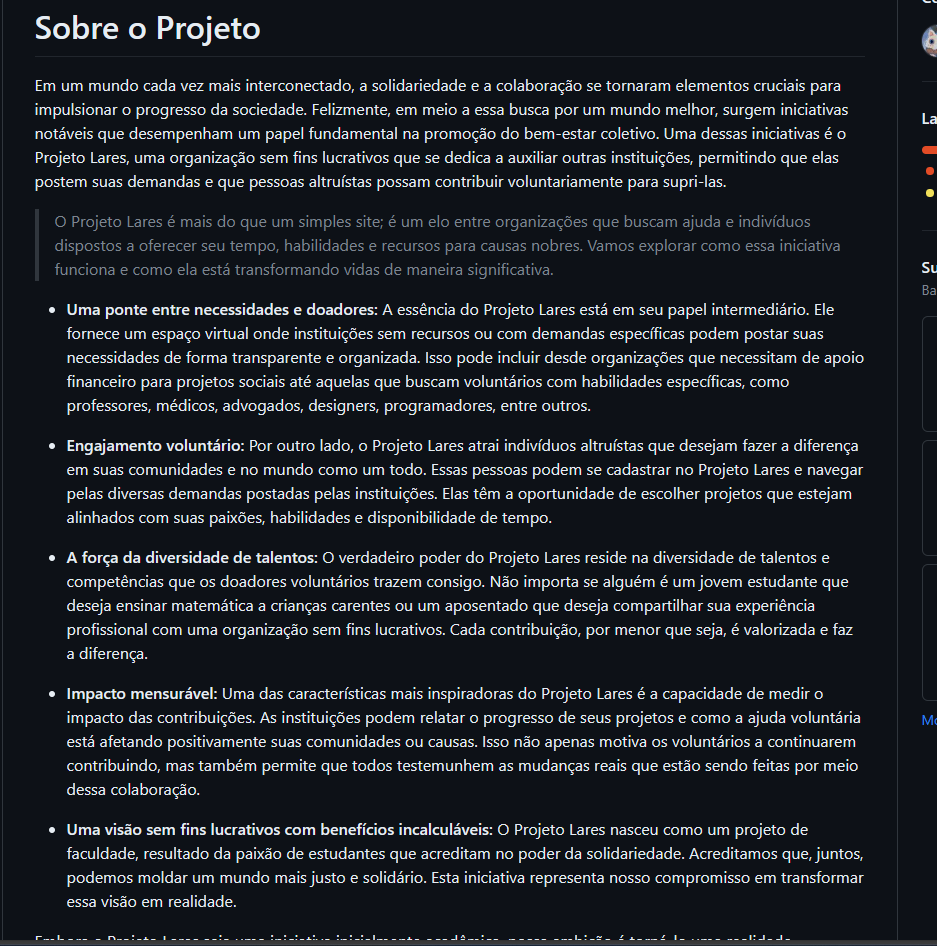 Sobre o Projeto
Em um mundo cada vez mais interconectado, a solidariedade e a colaboração se tornaram elementos cruciais para
impulsionar o progresso da sociedade. Felizmente, em meio a essa busca por um mundo melhor, surgem iniciativas
notáveis que desempenham um papel fundamental na promoção do bem-estar coletivo. Uma dessas iniciativas é o
Projeto Lares, uma organização sem fins lucrativos que se dedica a auxiliar outras instituições, permitindo que elas
postem suas demandas e que pessoas altruístas possam contribuir voluntariamente para supri-las.
O Projeto Lares é mais do que um simples site; é um elo entre organizações que buscam ajuda e indivíduos
dispostos a oferecer seu tempo, habilidades e recursos para causas nobres. Vamos explorar como essa iniciativa
funciona e como ela está transformando vidas de maneira significativa.
Uma ponte entre necessidades e doadores: A essência do Projeto Lares está em seu papel intermediário. Ele
fornece um espaço virtual onde instituições sem recursos ou com demandas específicas podem postar suas
necessidades de forma transparente e organizada. Isso pode incluir desde organizações que necessitam de apoio
financeiro para projetos sociais até aquelas que buscam voluntários com habilidades específicas, como
professores, médicos, advogados, designers, programadores, entre outros.
Engajamento voluntário: Por outro lado, o Projeto Lares atrai indivíduos altruístas que desejam fazer a diferença
em suas comunidades e no mundo como um todo. Essas pessoas podem se cadastrar no Projeto Lares e navegar
pelas diversas demandas postadas pelas instituições. Elas têm a oportunidade de escolher projetos que estejam
alinhados com suas paixões, habilidades e disponibilidade de tempo.
A força da diversidade de talentos: O verdadeiro poder do Projeto Lares reside na diversidade de talentos e
competências que os doadores voluntários trazem consigo. Não importa se alguém é um jovem estudante que
deseja ensinar matemática a crianças carentes ou um aposentado que deseja compartilhar sua experiência
profissional com uma organização sem fins lucrativos. Cada contribuição, por menor que seja, é valorizada e faz
a diferença.
Impacto mensurável: Uma das características mais inspiradoras do Projeto Lares é a capacidade de medir o
impacto das contribuições. As instituições podem relatar o progresso de seus projetos e como a ajuda voluntária
está afetando positivamente suas comunidades ou causas. Isso não apenas motiva os voluntários a continuarem
contribuindo, mas também permite que todos testemunhem as mudanças reais que estão sendo feitas por meio
dessa colaboração.
Uma visão sem fins lucrativos com benefícios incalculáveis: O Projeto Lares nasceu como um projeto de
faculdade, resultado da paixão de estudantes que acreditam no poder da solidariedade. Acreditamos que, juntos,
podemos moldar um mundo mais justo e solidário. Esta iniciativa representa nosso compromisso em transformar
essa visão em realidade.
La
Su
Ba